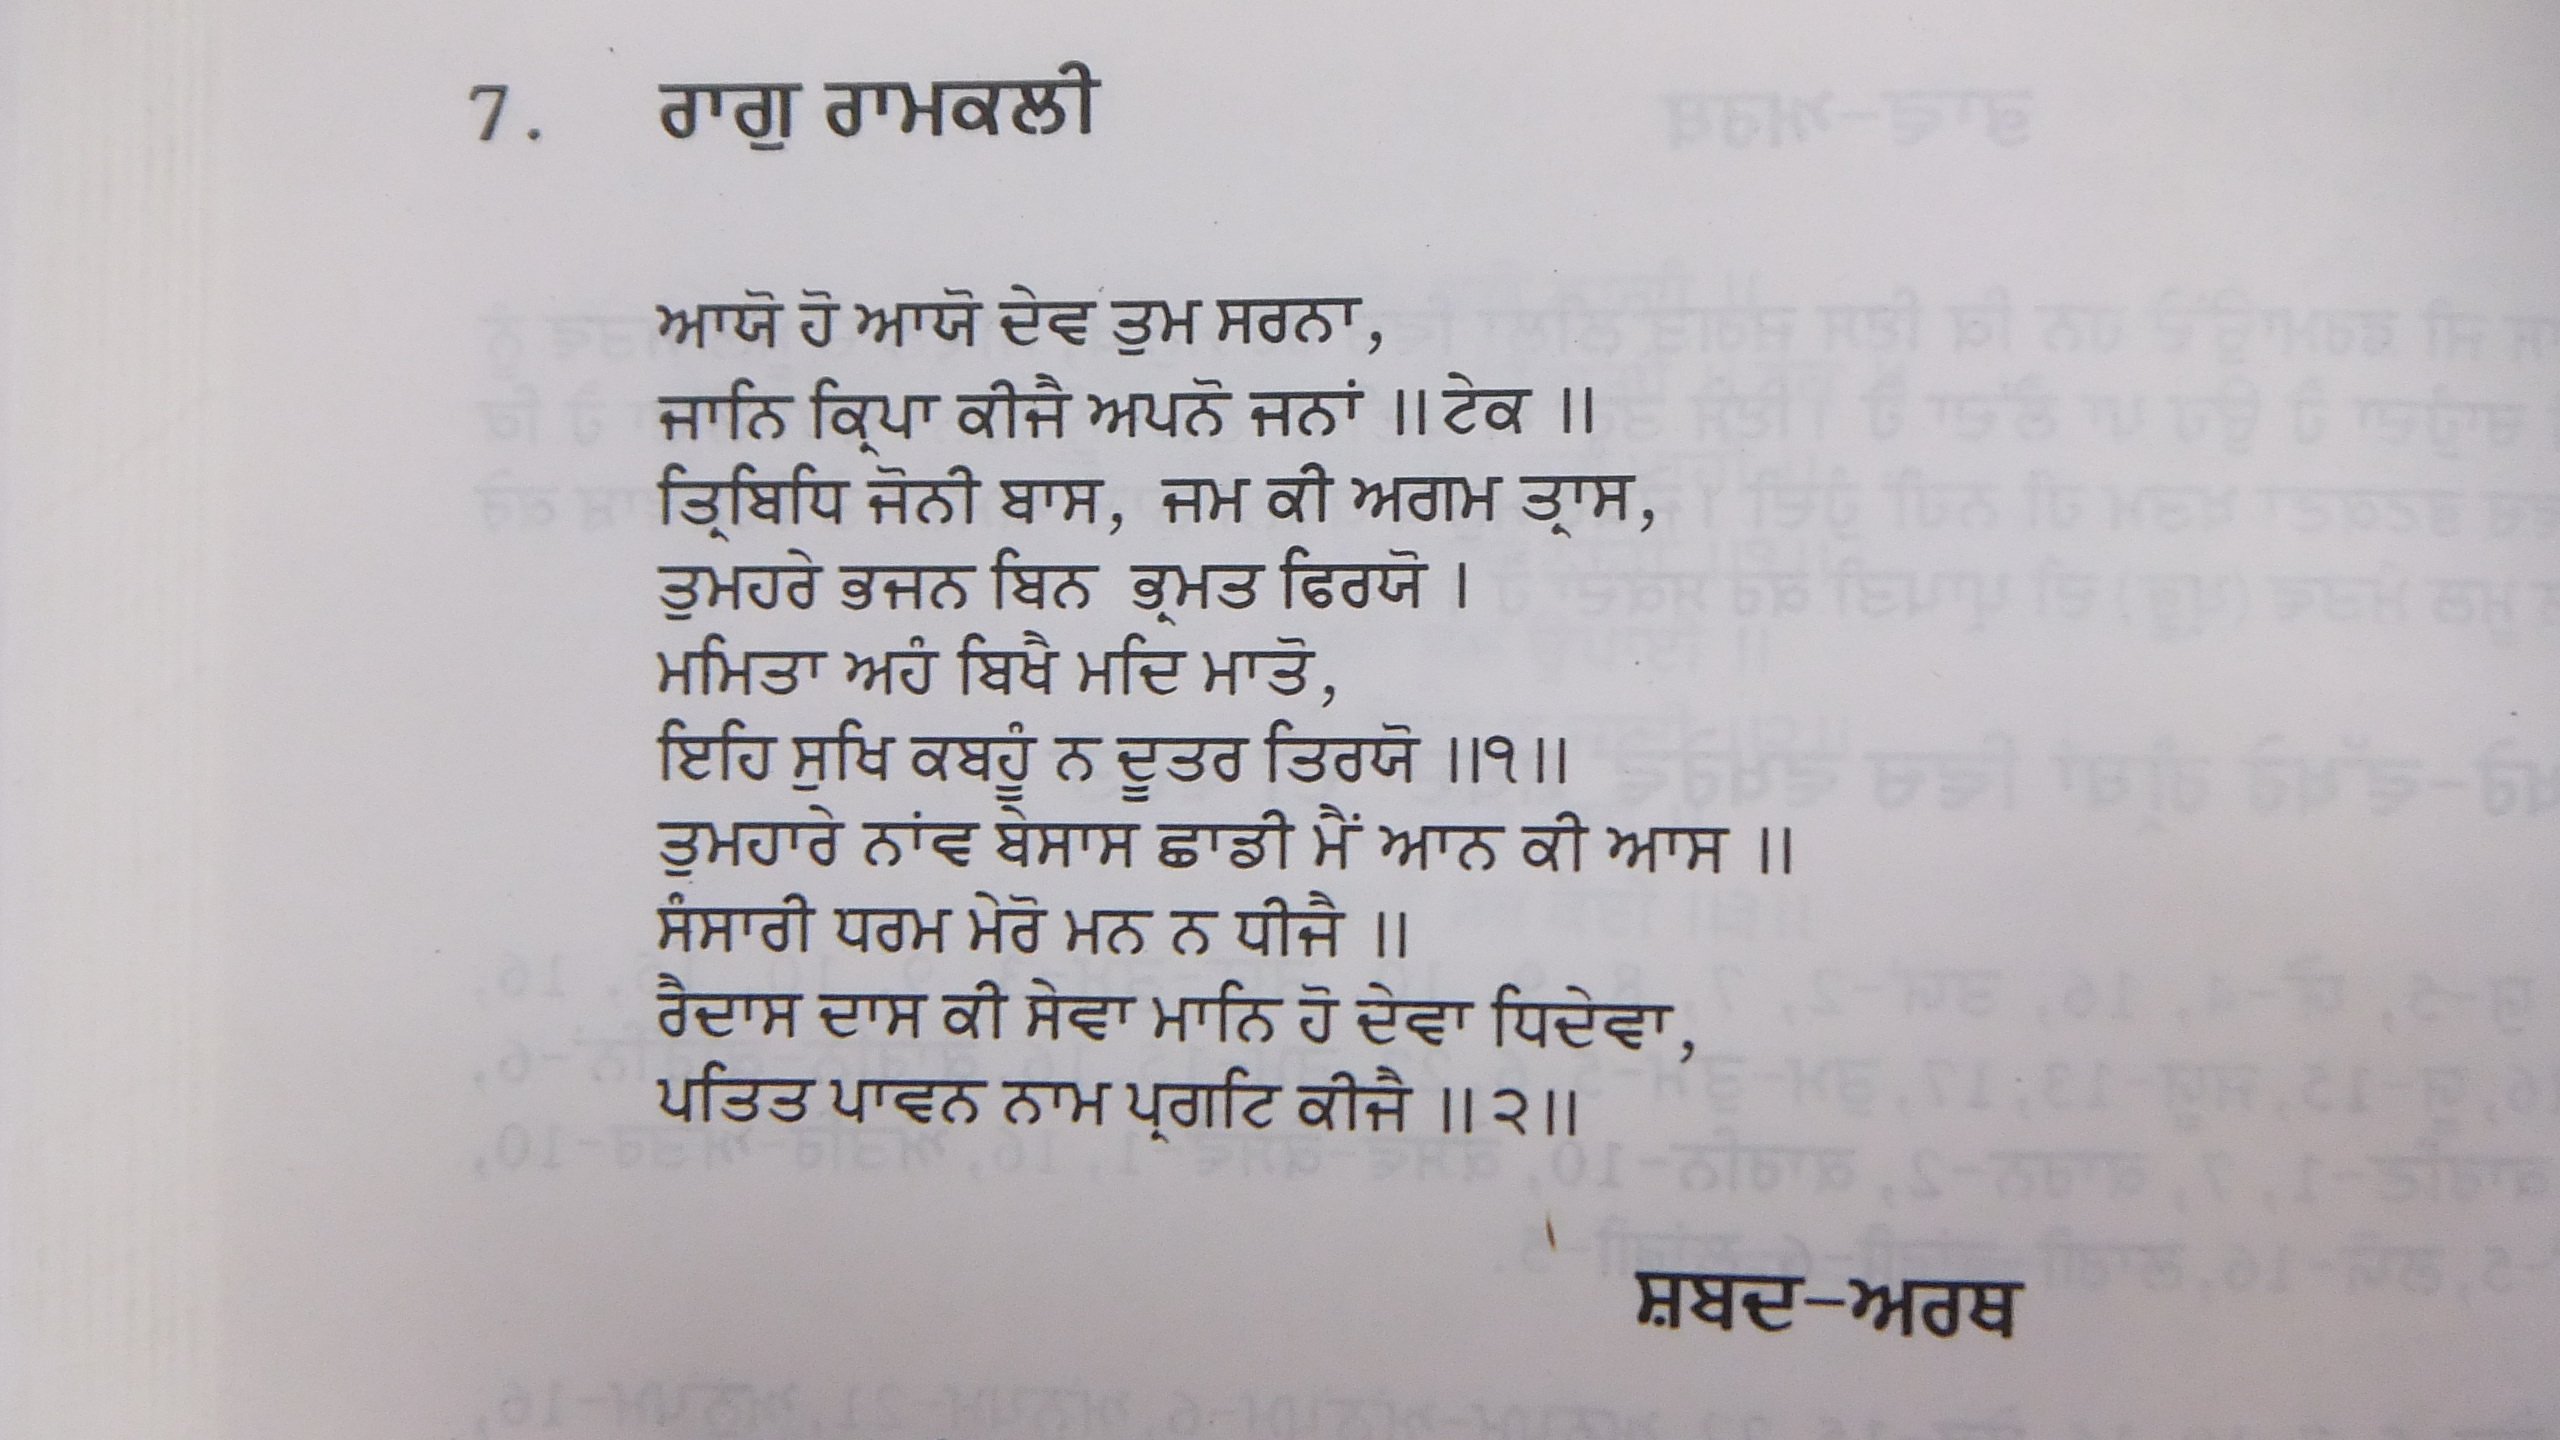 7. ਰਾਗੁ ਰਾਮਕਲੀ
ਆਯੋ ਹੋ ਆਯੋ ਦੇਵ ਤੁਮ ਸਰਨਾ,
ਜਾਨਿ ਕ੍ਰਿਪਾ ਕੀਜੈ ਅਪਨੋ ਜਨਾਂ ॥ ਟੇਕ ॥
ਤ੍ਰਿਬਿਧਿ ਜੋਨੀ ਬਾਸ, ਜਮ ਕੀ ਅਗਮ ਤ੍ਰਾਸ,
ਤੁਮਹਰੇ ਭਜਨ ਬਿਨ ਭ੍ਰਮਤ ਫਿਰਯੋ ।
ਮਮਿਤਾ ਅਹੰ ਬਿਖੈ ਮਦਿ ਮਾਤੋ,
ਇਹਿ ਸੁਖਿ ਕਬਹੂੰ ਨ ਦੂਤਰ ਤਿਰਯੋ ॥੧॥
ਤੁਮਹਾਰੇ ਨਾਂਵ ਬੇਸਾਸ ਛਾਡੀ ਮੈਂ ਆਨ ਕੀ ਆਸ ॥
ਸੰਸਾਰੀ ਧਰਮ ਮੇਰੋ ਮਨ ਨ ਧੀਜੈ ॥
ਰੈਦਾਸ ਦਾਸ ਕੀ ਸੇਵਾ ਮਾਨਿ ਹੋ ਦੇਵਾ ਧਿਦੇਵਾ,
ਪਤਿਤ ਪਾਵਨ ਨਾਮ ਪ੍ਰਗਟਿ ਕੀਜੈ ॥ ੨॥
ਸ਼ਬਦ-ਅਰਥ